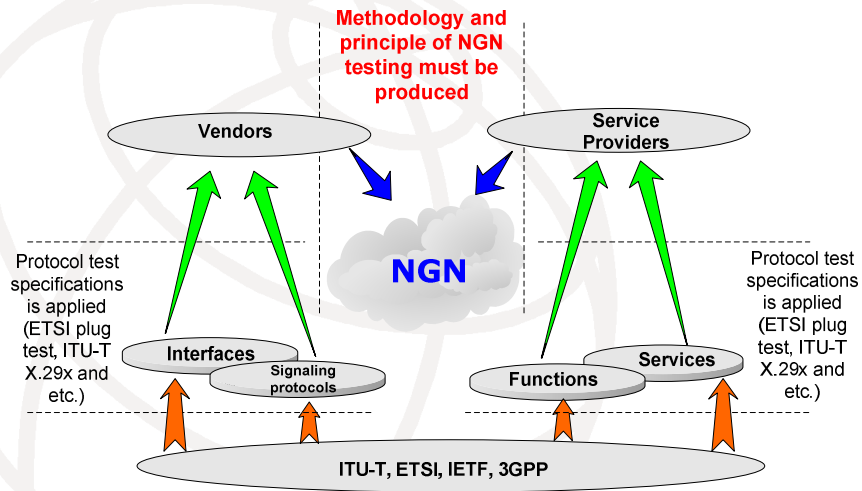 Methodology and
principle of NGN
testing must be
produced
Vendors
Service
Providers
NGN
Protocol test
specifications
is applied
(ETSI plug
test, ITU-T
X.29x and
etc.)
Protocol test
specifications
is applied
(ETSI plug
test, ITU-T
X.29x and
etc.)
Interfaces
Signaling
protocols
Functions
Services
ITU-T, ETSI, IETF, 3GPP